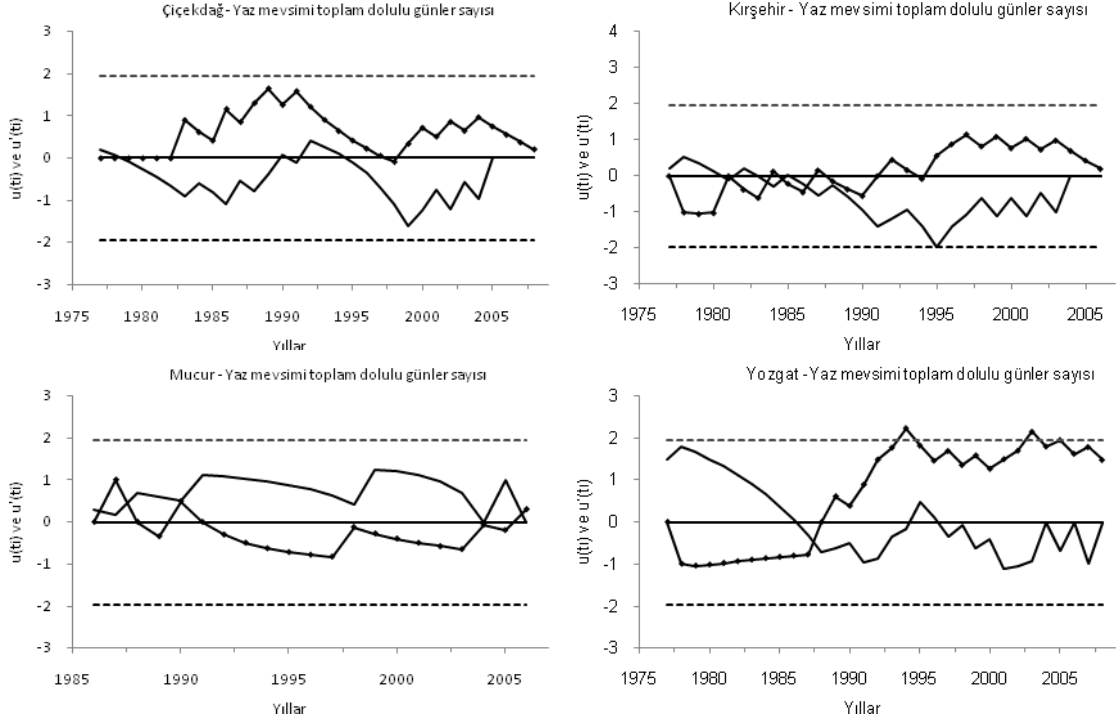 Çiçekdağ- Yaz mevsimi toplam dolulu günler sayısı
3
2
1
0
-1
-2
-3
u(ti) ve u'(ti)
1975 1980 1985 1990 1995 2000 2005
Yıllar
Kırşehir - Yaz mevsimi toplam dolulu günler sayısı
4
3
2
1
0
-1
-2
-3
u(ti) ve u'(ti)
1975 1980 1985 1990 1995 2000 2005
Yıllar
Mucur - Yaz mevsimi toplam dolulu günler sayısı
3
2
1
0
-1
-2
-3
u(ti) ve u'(ti)
1985 1990 1995 2000 2005
Yıllar
Yozgat - Yaz mevsimi toplam dolulu günler sayısı
3
2
1
0
-1
-2
-3
u(ti) ve u'(ti)
1975 1980 1985 1990 1995 2000 2005
Yıllar